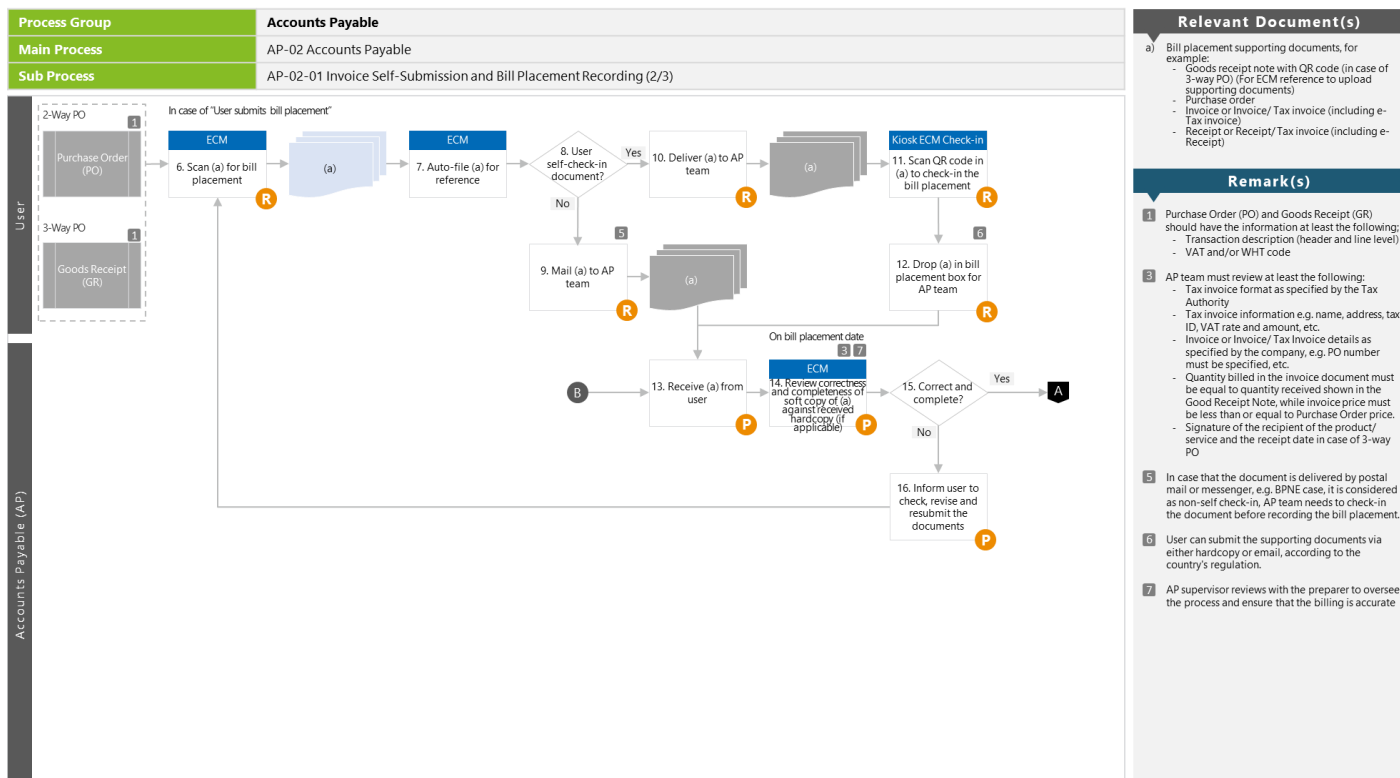 Process Group
Accounts Payable
Main Process
AP-02 Accounts Payable
Sub Process
AP-02-01 Invoice Self-Submission and Bill Placement Recording (2/3)
User
2-Way PO
1
Purchase Order
(PO)
3-Way PO
1
Goods Receipt
(GR)
In case of "User submits bill placement"
ECM
6. Scan (a) for bill
placement
R
(a)
ECM
7. Auto-file (a) for
reference
8. User
self-check-in
document?
Yes
No
10. Deliver (a) to AP
team
R
(a)
Kiosk ECM Check-in
11. Scan QR code in
(a) to check-in the
bill placement
R
5
9. Mail (a) to AP
team
R
(a)
6
12. Drop (a) in bill
placement box for
AP team
R
Accounts Payable (AP)
B
13. Receive (a) from
user
P
On bill placement date
3 7
ECM
14. Review correctness
and completeness of
soft copy of (a)
against received
hardcopy (if
applicable)
P
15. Correct and
complete?
Yes
A
No
16. Inform user to
check, revise and
resubmit the
documents
P
Relevant Document(s)
a) Bill placement supporting documents, for
example:
- Goods receipt note with QR code (in case of
3-way PO) (For ECM reference to upload
supporting documents)
- Purchase order
- Invoice or Invoice/ Tax invoice (including e-
Tax invoice)
- Receipt or Receipt/ Tax invoice (including e-
Receipt)
Remark(s)
1 Purchase Order (PO) and Goods Receipt (GR)
should have the information at least the following;
- Transaction description (header and line level)
- VAT and/or WHT code
3 AP team must review at least the following:
- Tax invoice format as specified by the Tax
Authority
- Tax invoice information e.g. name, address, tax
ID, VAT rate and amount, etc.
- Invoice or Invoice/ Tax Invoice details as
specified by the company, e.g. PO number
must be specified, etc.
- Quantity billed in the invoice document must
be equal to quantity received shown in the
Good Receipt Note, while invoice price must
be less than or equal to Purchase Order price.
- Signature of the recipient of the product/
service and the receipt date in case of 3-way
PO
5 In case that the document is delivered by postal
mail or messenger, e.g. BPNE case, it is considered
as non-self check-in, AP team needs to check-in
the document before recording the bill placement.
6 User can submit the supporting documents via
either hardcopy or email, according to the
country's regulation.
7 AP supervisor reviews with the preparer to oversee
the process and ensure that the billing is accurate